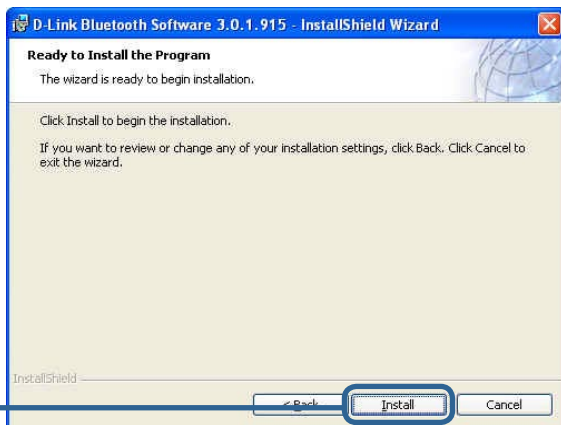 D-Link Bluetooth Software 3.0.1.915 - InstallShield Wizard
Ready to Install the Program
The wizard is ready to begin installation.
Click Install to begin the installation.
If you want to review or change any of your installation settings, click Back. Click Cancel to
exit the wizard.
InstallShield
< Back Install Cancel